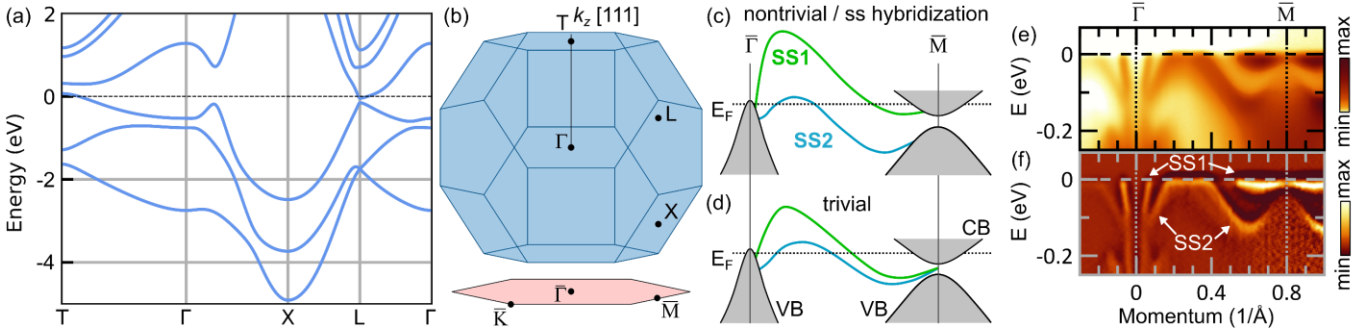 (a)
2
0
-2
-4
Energy (eV)
T
Γ
X
L
Γ
(b)
T
k_z [111]
Γ
L
X
Γ̅
K̅
M̅
(c)
nontrivial / ss hybridization
Γ̅
M̅
SS1
E_F
SS2
(d)
trivial
CB
E_F
VB
VB
(e)
Γ̅
M̅
0
-0.2
E (eV)
min
max
(f)
SS1
0
SS2
-0.2
E (eV)
min
max
0
0.4
0.8
Momentum (1/Å)